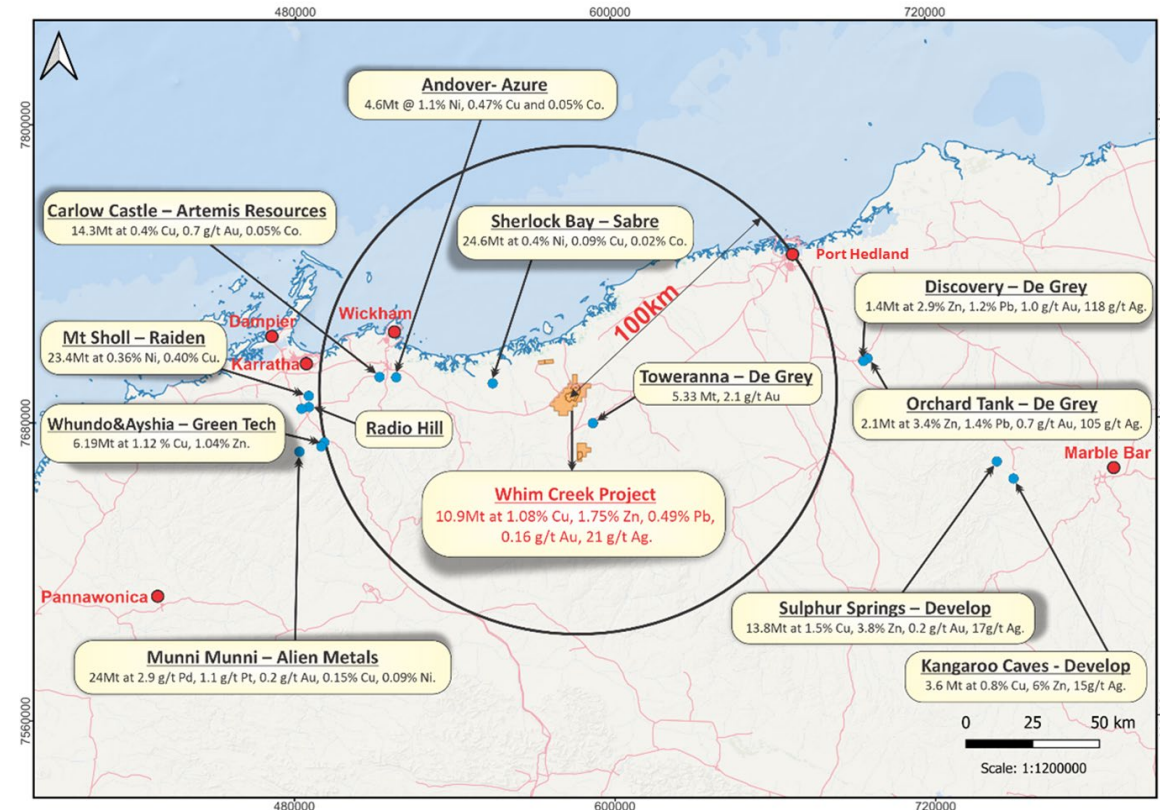 480000
600000
720000
7800000
7680000
7560000
7800000
7680000
7560000
Andover- Azure
4.6Mt @ 1.1% Ni, 0.47% Cu and 0.05% Co.
Carlow Castle – Artemis Resources
14.3Mt at 0.4% Cu, 0.7 g/t Au, 0.05% Co.
Sherlock Bay – Sabre
24.6Mt at 0.4% Ni, 0.09% Cu, 0.02% Co.
Port Hedland
100km
Discovery – De Grey
1.4Mt at 2.9% Zn, 1.2% Pb, 1.0 g/t Au, 118 g/t Ag.
Wickham
Dampier
Mt Sholl – Raiden
23.4Mt at 0.36% Ni, 0.40% Cu.
Karratha
Toweranna – De Grey
5.33 Mt, 2.1 g/t Au
Orchard Tank – De Grey
2.1Mt at 3.4% Zn, 1.4% Pb, 0.7 g/t Au, 105 g/t Ag.
Whundo&Ayshia – Green Tech
6.19Mt at 1.12 % Cu, 1.04% Zn.
Radio Hill
Marble Bar
Whim Creek Project
10.9Mt at 1.08% Cu, 1.75% Zn, 0.49% Pb,
0.16 g/t Au, 21 g/t Ag.
Pannawonica
Sulphur Springs – Develop
13.8Mt at 1.5% Cu, 3.8% Zn, 0.2 g/t Au, 17g/t Ag.
Munni Munni – Alien Metals
24Mt at 2.9 g/t Pd, 1.1 g/t Pt, 0.2 g/t Au, 0.15% Cu, 0.09% Ni.
Kangaroo Caves - Develop
3.6 Mt at 0.8% Cu, 6% Zn, 15g/t Ag.
0 25 50 km
Scale: 1:1200000
480000
600000
720000